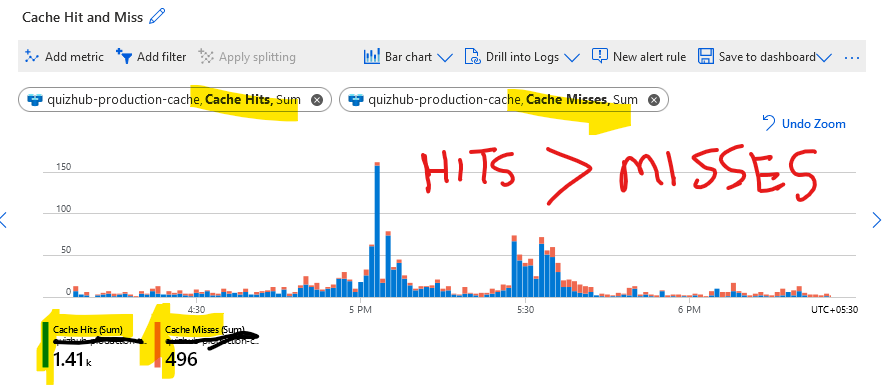 Cache Hit and Miss
Add metric Add filter Apply splitting Bar chart Drill into Logs New alert rule Save to dashboard ...
quizhub-production-cache, Cache Hits, Sum quizhub-production-cache, Cache Misses, Sum
Undo Zoom
HITS > MISSES
150
100
50
0
4:30 5 PM 5:30 6 PM UTC+05:30
Cache Hits (Sum) Cache Misses (Sum)
1.41k 496